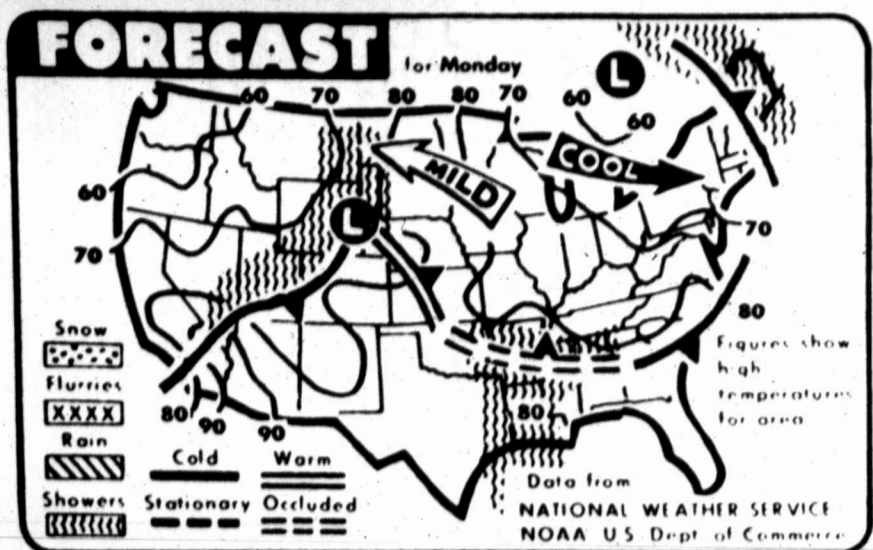 FORECAST
for Monday
L
60 70 80 80 70
60
60
COOL
MILD
60
L
70
70
80
Snow
Flurries
Rain
Showers
80
90
90
80
Cold
Warm
Stationary
Occluded
Figures show
high
temperatures
for area
Data from
NATIONAL WEATHER SERVICE
NOAA U S Dept of Commerce